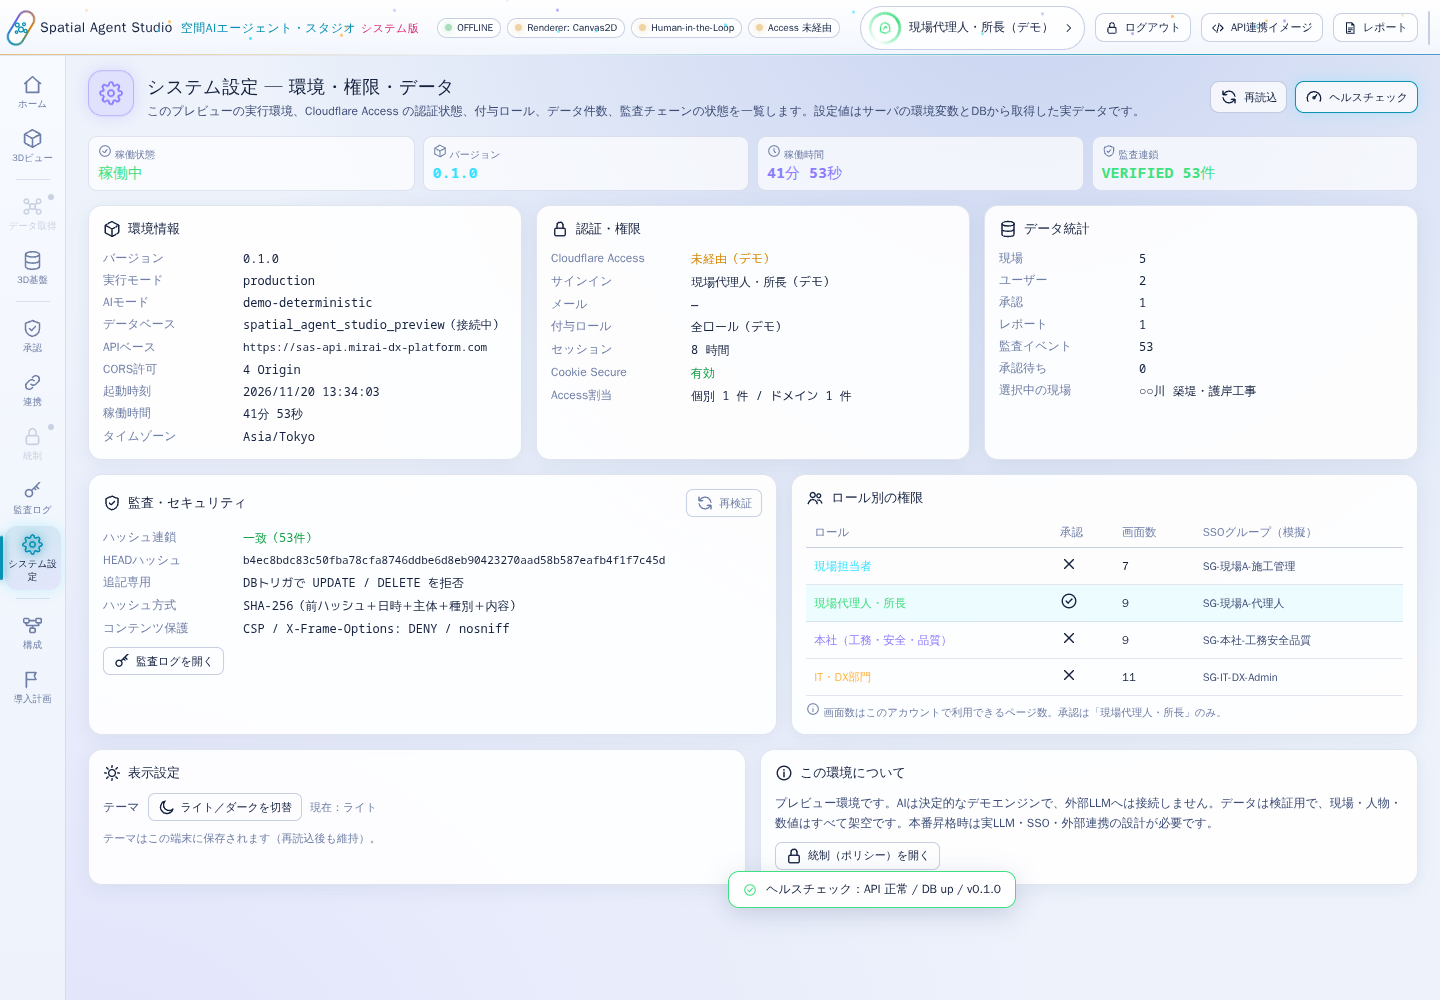 Spatial Agent Studio 空間AIエージェント・スタジオ システム版
OFFLINE
Renderer: Canvas2D
Human-in-the-Loop
Access 未経由
現場代理人・所長（デモ）
ログアウト
API連携イメージ
レポート
ホーム
3Dビュー
データ取得
3D基盤
承認
連携
統制
監査ログ
システム設定
構成
導入計画
システム設定 — 環境・権限・データ
このプレビューの実行環境、Cloudflare Access の認証状態、付与ロール、データ件数、監査チェーンの状態を一覧します。設定値はサーバの環境変数とDBから取得した実データです。
再読込
ヘルスチェック
稼働状態
稼働中
バージョン
0.1.0
稼働時間
41分 53秒
監査連鎖
VERIFIED 53件
環境情報
バージョン 0.1.0
実行モード production
AIモード demo-deterministic
データベース spatial_agent_studio_preview（接続中）
APIベース https://sas-api.mirai-dx-platform.com
CORS許可 4 Origin
起動時刻 2026/11/20 13:34:03
稼働時間 41分 53秒
タイムゾーン Asia/Tokyo
認証・権限
Cloudflare Access 未経由（デモ）
サインイン 現場代理人・所長（デモ）
メール —
付与ロール 全ロール（デモ）
セッション 8 時間
Cookie Secure 有効
Access割当 個別 1 件 / ドメイン 1 件
データ統計
現場 5
ユーザー 2
承認 1
レポート 1
監査イベント 53
承認待ち 0
選択中の現場 ○○川 築堤・護岸工事
監査・セキュリティ
再検証
ハッシュ連鎖 一致（53件）
HEADハッシュ b4ec8bdc83c50fba78cfa8746ddbe6d8eb90423270aad58b587eafb4f1f7c45d
追記専用 DBトリガで UPDATE / DELETE を拒否
ハッシュ方式 SHA-256（前ハッシュ＋日時＋主体＋種別＋内容）
コンテンツ保護 CSP / X-Frame-Options: DENY / nosniff
監査ログを開く
ロール別の権限
ロール 承認 画面数 SSOグループ（模擬）
現場担当者 7 SG-現場A-施工管理
現場代理人・所長 9 SG-現場A-代理人
本社（工務・安全・品質） 9 SG-本社-工務安全品質
IT・DX部門 11 SG-IT-DX-Admin
画面数はこのアカウントで利用できるページ数。承認は「現場代理人・所長」のみ。
表示設定
テーマ ライト／ダークを切替 現在：ライト
テーマはこの端末に保存されます（再読込後も維持）。
この環境について
プレビュー環境です。AIは決定的なデモエンジンで、外部LLMへは接続しません。データは検証用で、現場・人物・
数値はすべて架空です。本番昇格時は実LLM・SSO・外部連携の設計が必要です。
統制（ポリシー）を開く
ヘルスチェック：API 正常 / DB up / v0.1.0